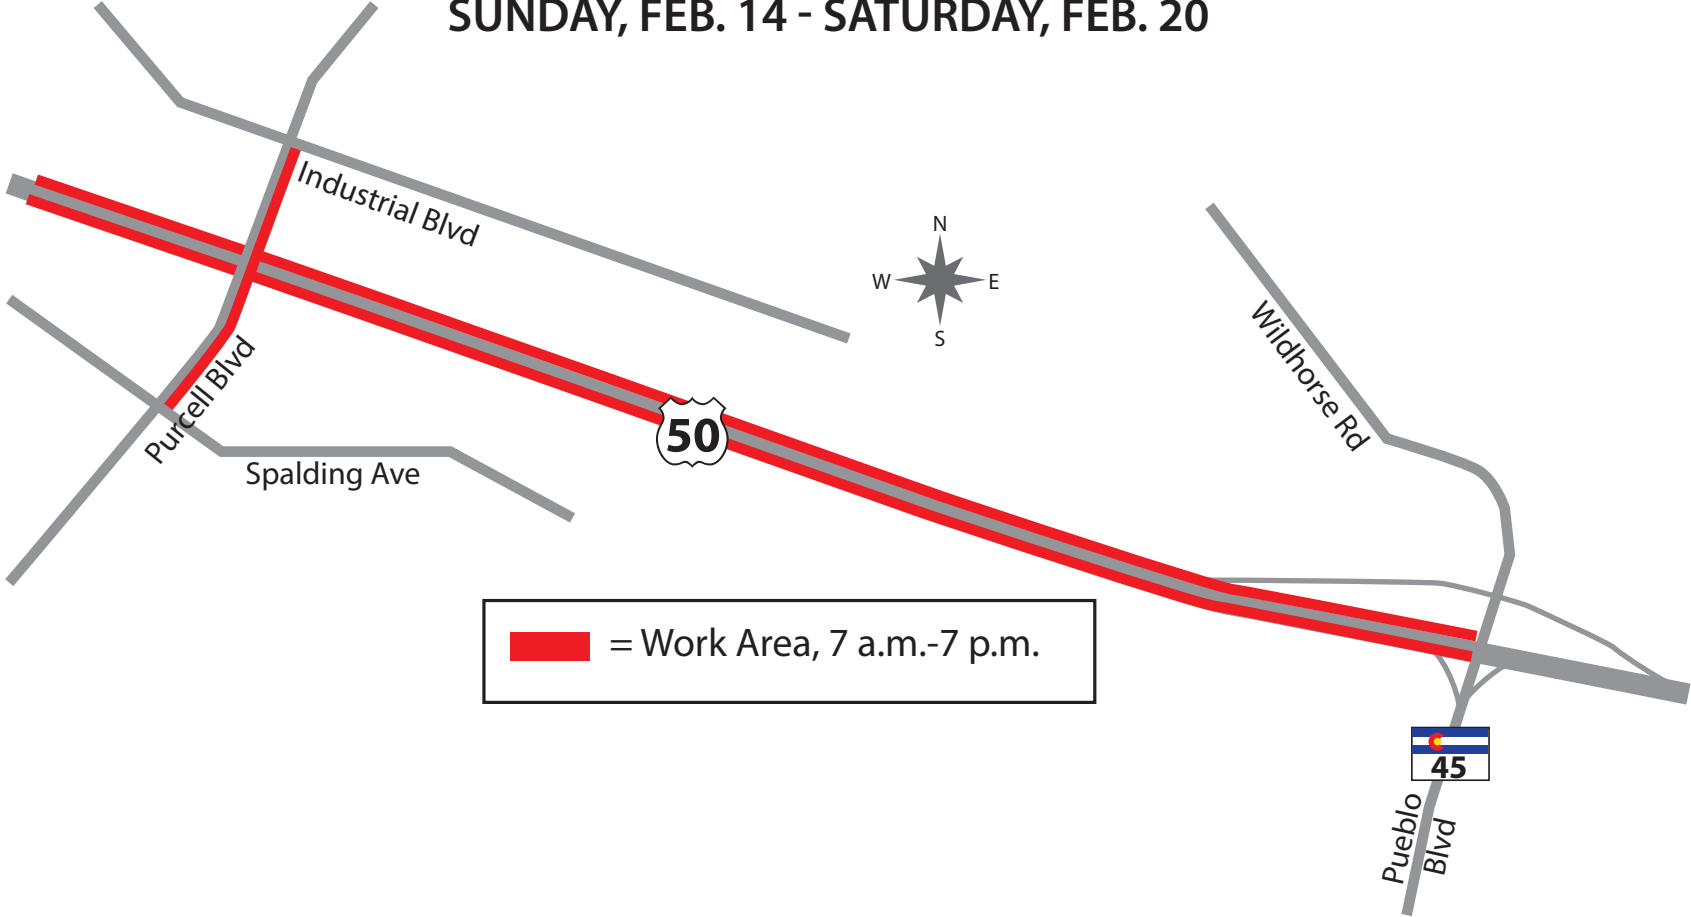 SUNDAY, FEB. 14 - SATURDAY, FEB. 20
Industrial Blvd
N
W
E
S
Wildhorse Rd
Purcell Blvd
50
Spalding Ave
= Work Area, 7 a.m.-7 p.m.
45
Pueblo
Blvd